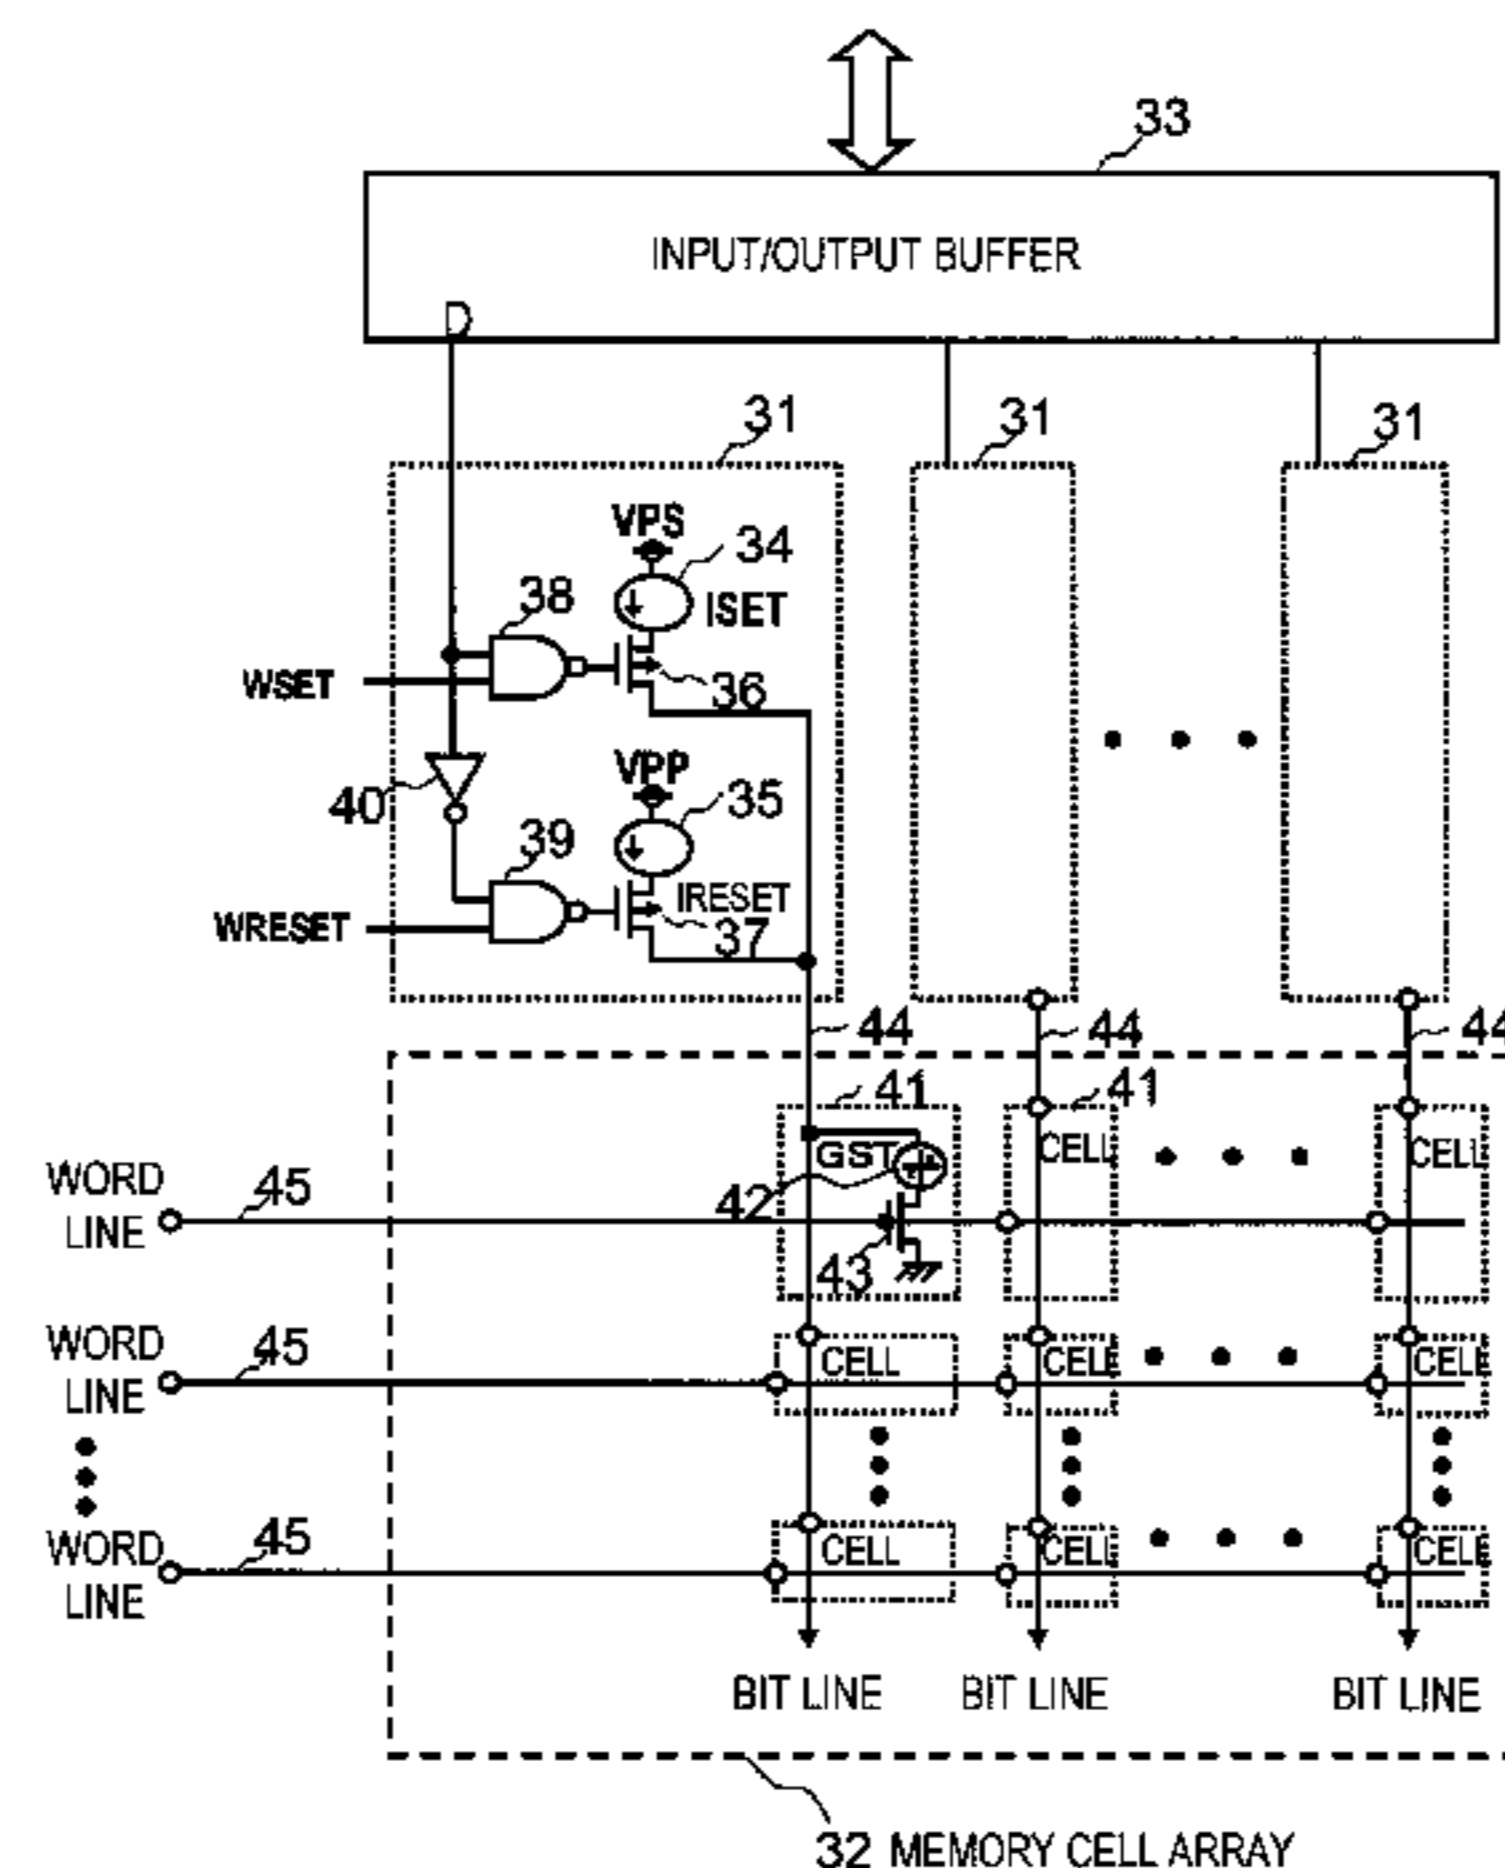 33
INPUT/OUTPUT BUFFER
D
31
31
31
VPS
34
ISET
38
WSET
36
VPP
35
40
39
IRESET
WRESET
37
44
44
44
41
41
GST
CELL
CELL
WORD LINE
45
42
43
WORD LINE
45
CELL
CELL
CELL
WORD LINE
45
CELL
CELL
CELL
BIT LINE
BIT LINE
BIT LINE
32 MEMORY CELL ARRAY